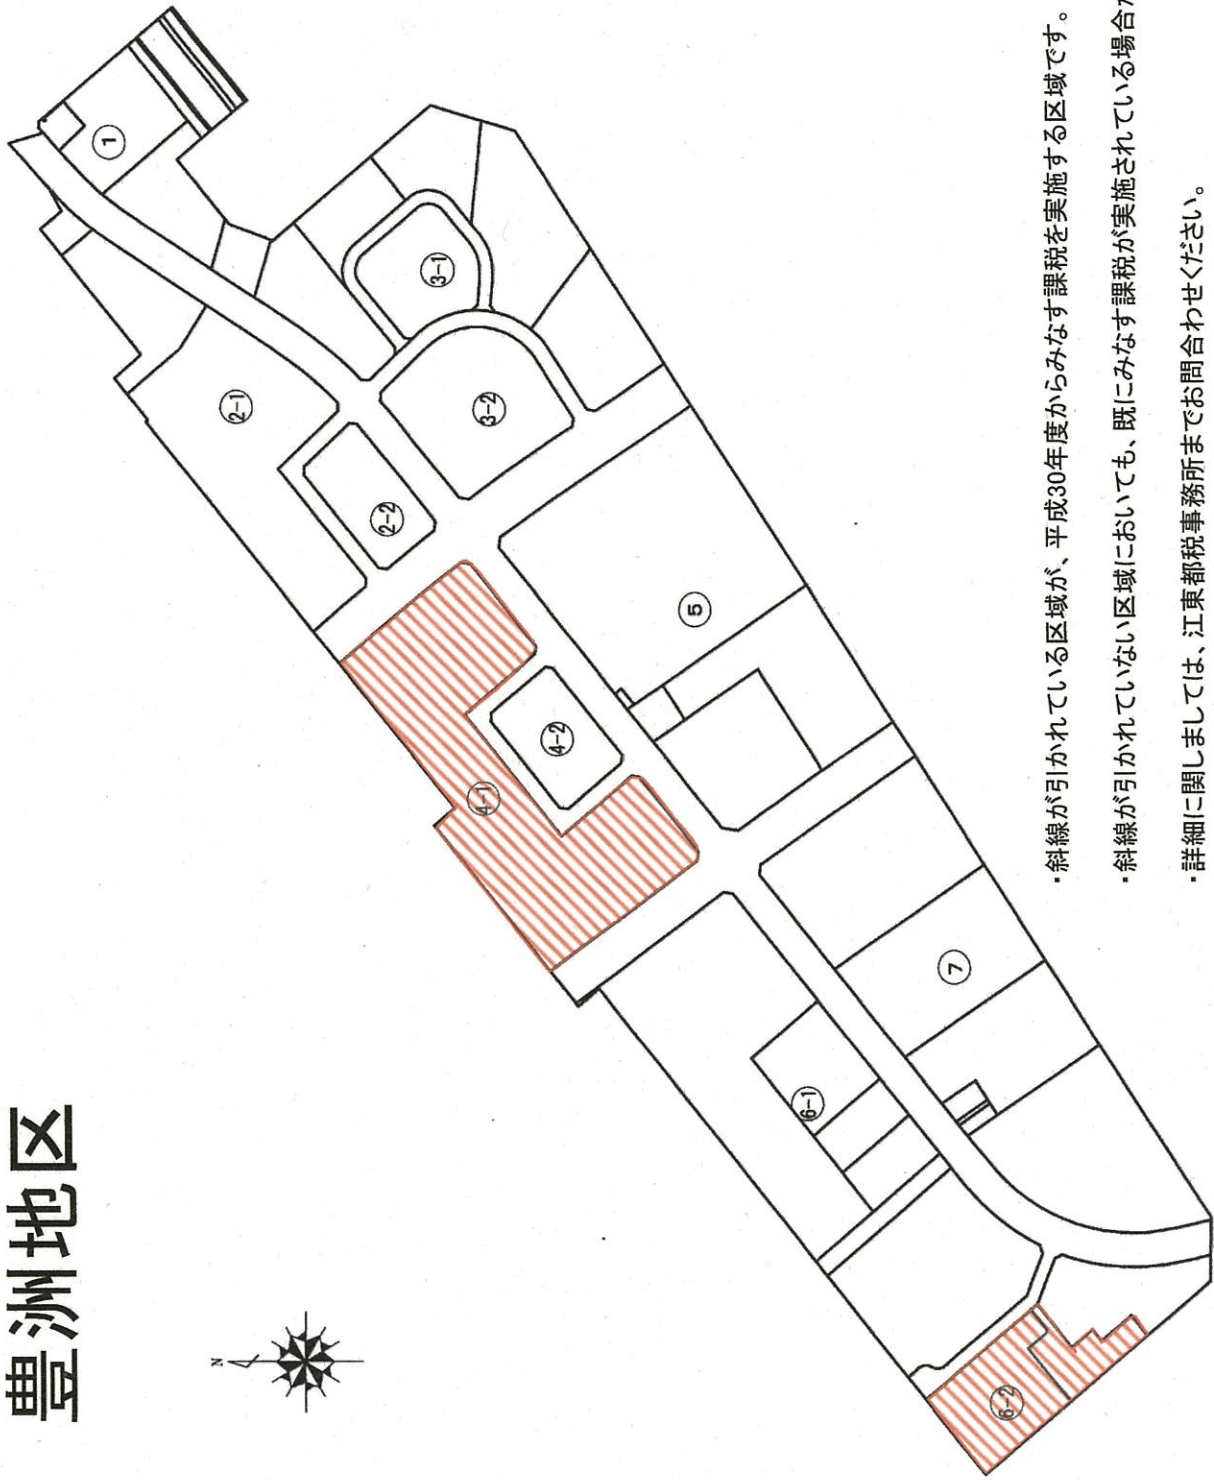 豊洲地区
N
1
2-1
2-2
3-1
3-2
4-1
4-2
5
6-1
6-2
7
・斜線が引かれている区域が、平成30年度からみなす課税を実施する区域です。
・斜線が引かれていない区域においても、既にみなす課税が実施されている場合が
・詳細に関しましては、江東都税事務所までお問合わせください。